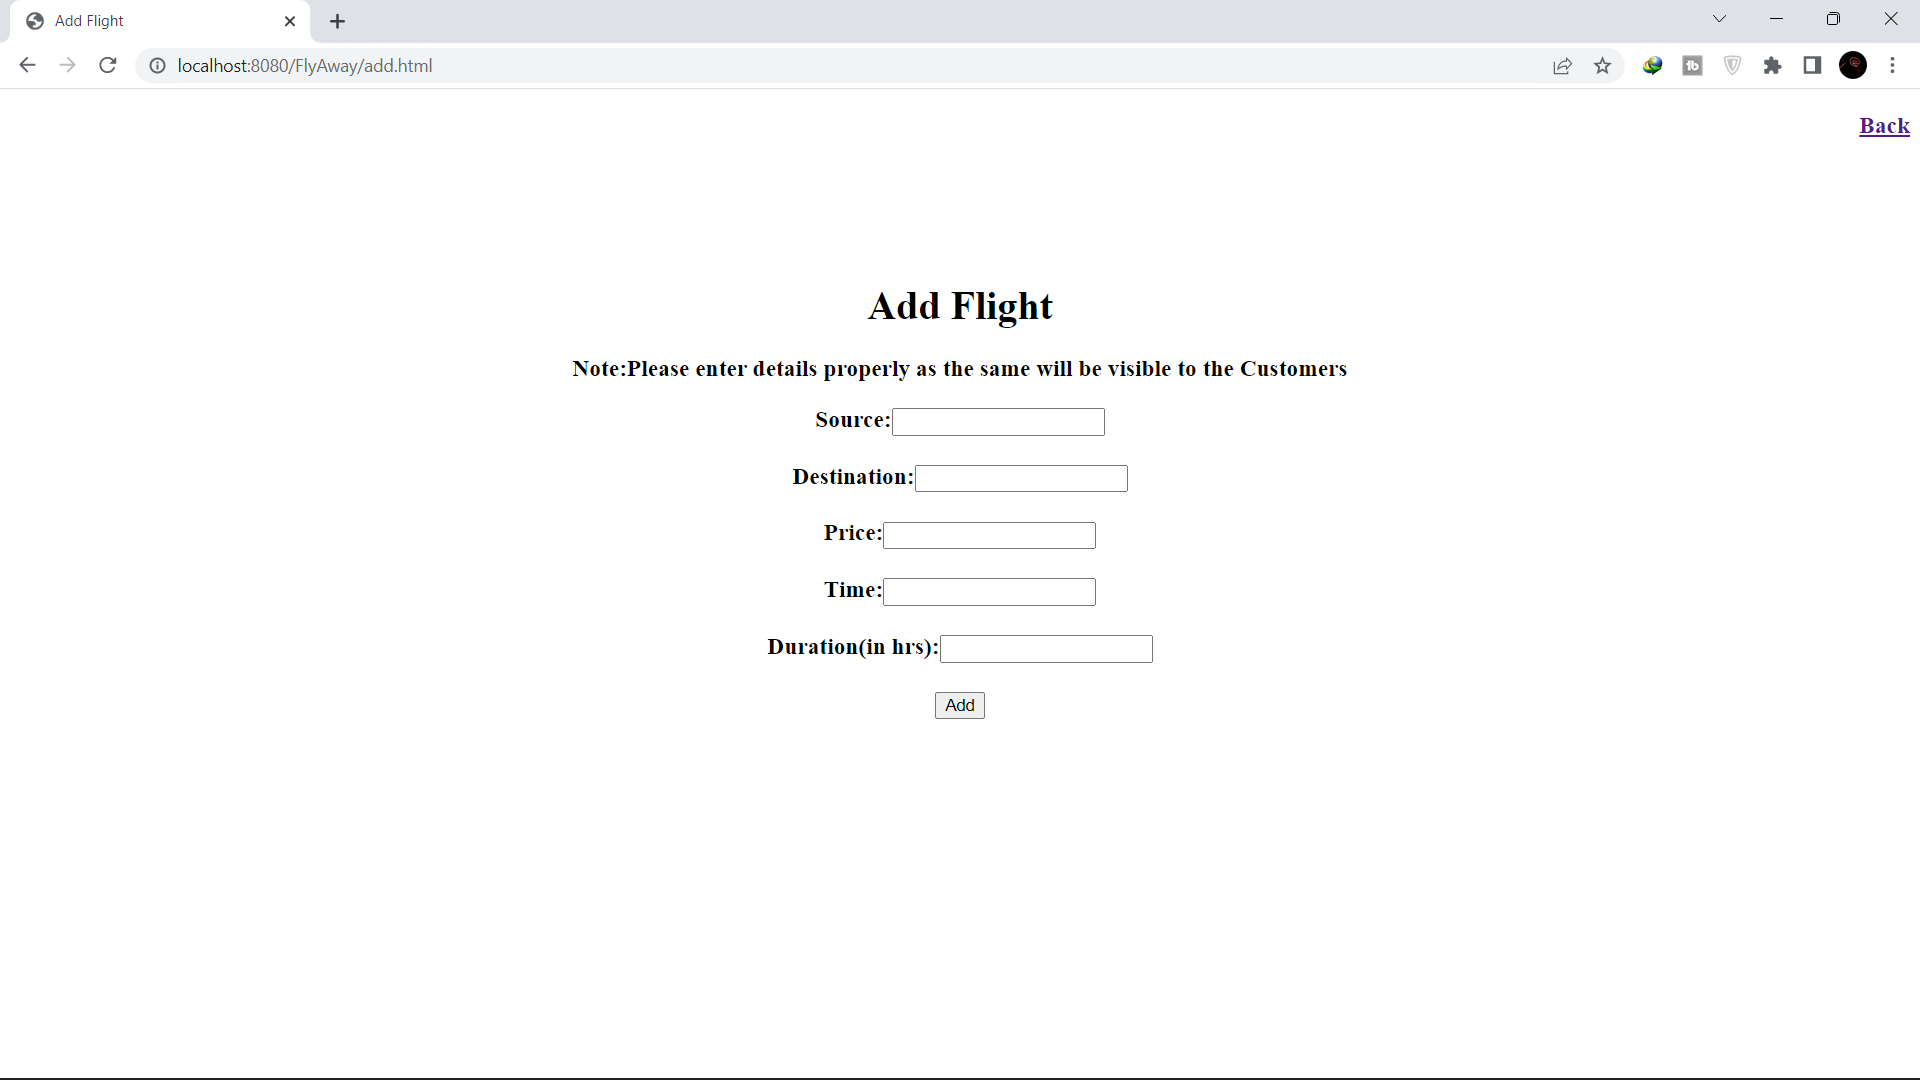 Add Flight
localhost:8080/FlyAway/add.html
tb
Back
Add Flight
Note:Please enter details properly as the same will be visible to the Customers
Source:
Destination:
Price:
Time:
Duration(in hrs):
Add